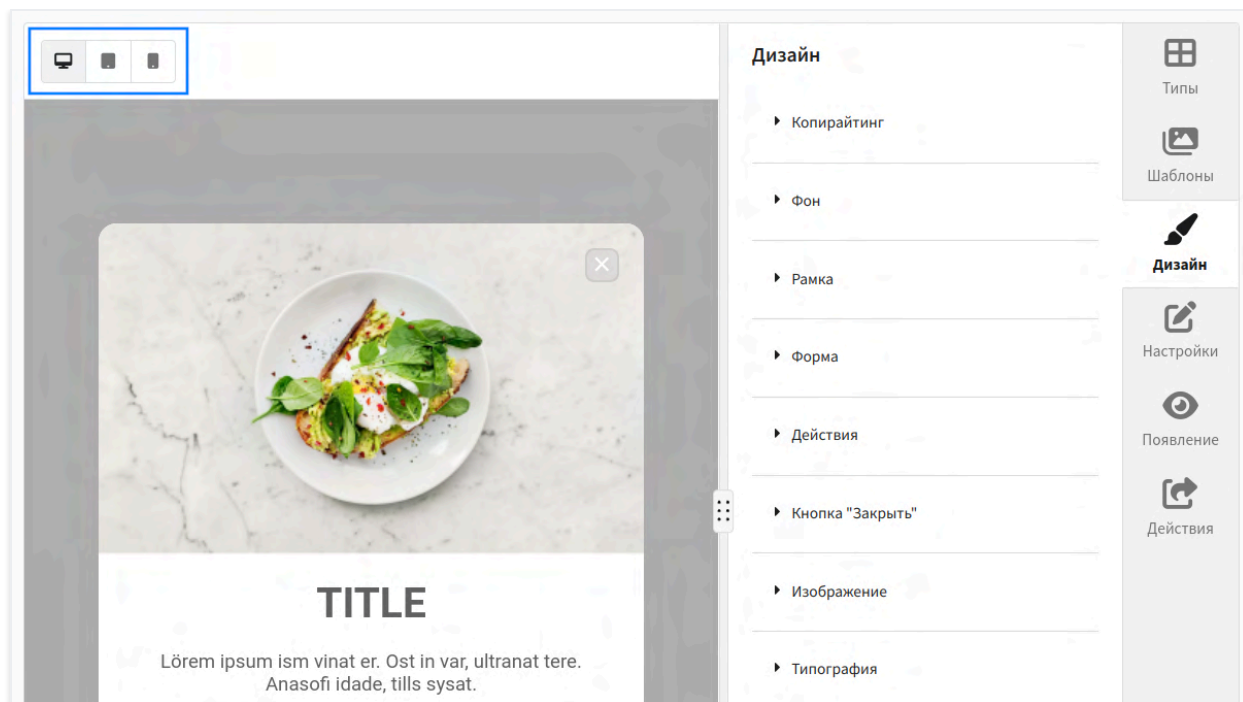 TITLE
Lörem ipsum ism vinat er. Ost in var, ultranat tere.
Anasofi idade, tills sysat.
Дизайн
Копирайтинг
Фон
Рамка
Форма
Действия
Кнопка "Закрыть"
Изображение
Типография
Типы
Шаблоны
Дизайн
Настройки
Появление
Действия